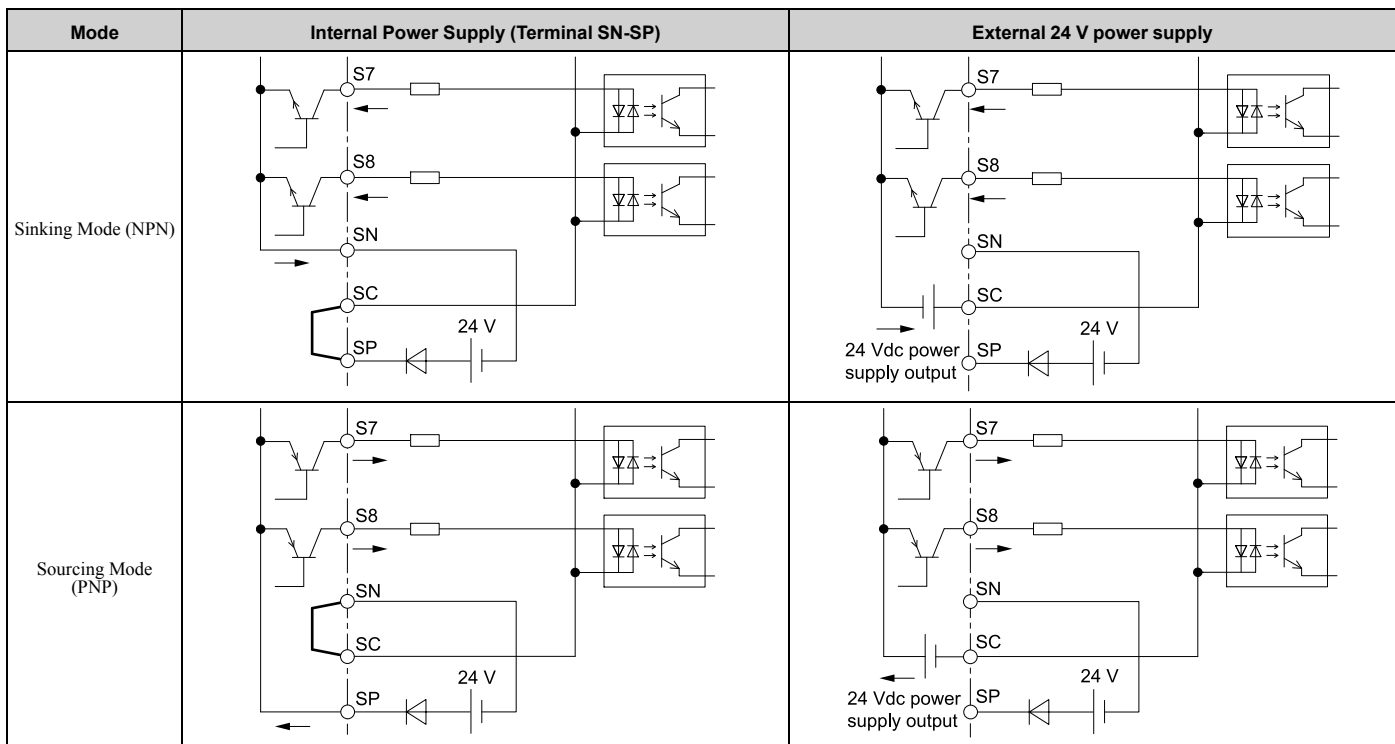 Mode
Internal Power Supply (Terminal SN-SP)
External 24 V power supply
Sinking Mode (NPN)
S7
S8
SN
SC
24 V
SP
S7
S8
SN
SC
24 V
24 Vdc power
supply output
SP
Sourcing Mode
(PNP)
S7
S8
SN
SC
24 V
SP
S7
S8
SN
SC
24 V
24 Vdc power
supply output
SP